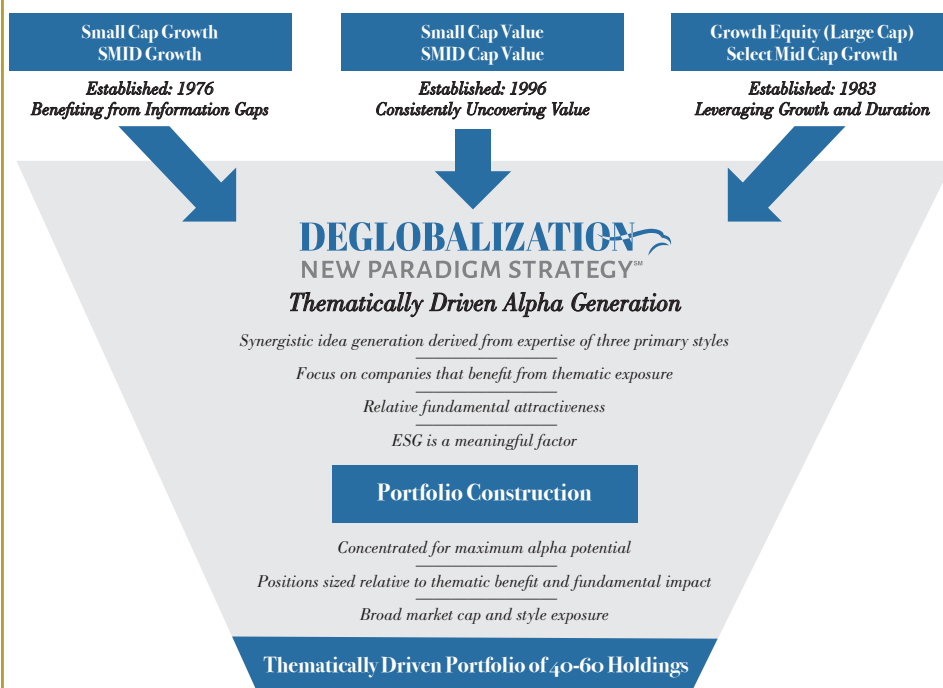 Small Cap Growth
SMID Growth
Established: 1976
Benefiting from Information Gaps
Small Cap Value
SMID Cap Value
Established: 1996
Consistently Uncovering Value
Growth Equity (Large Cap)
Select Mid Cap Growth
Established: 1983
Leveraging Growth and Duration
DEGLOBALIZATION
NEW PARADIGM STRATEGY℠
Thematically Driven Alpha Generation
Synergistic idea generation derived from expertise of three primary styles
Focus on companies that benefit from thematic exposure
Relative fundamental attractiveness
ESG is a meaningful factor
Portfolio Construction
Concentrated for maximum alpha potential
Positions sized relative to thematic benefit and fundamental impact
Broad market cap and style exposure
Thematically Driven Portfolio of 40-60 Holdings